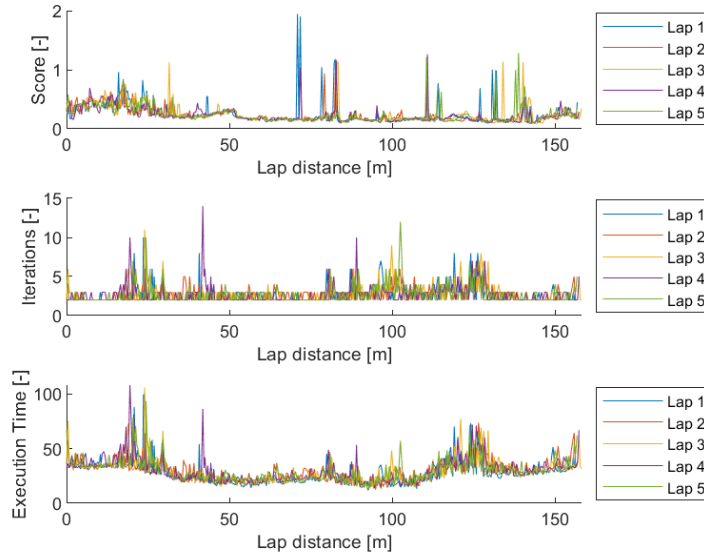 2
1
0
Score [-]
0
50
100
150
Lap distance [m]
Lap 1
Lap 2
Lap 3
Lap 4
Lap 5
15
10
5
0
Iterations [-]
0
50
100
150
Lap distance [m]
Lap 1
Lap 2
Lap 3
Lap 4
Lap 5
100
50
0
Execution Time [-]
0
50
100
150
Lap distance [m]
Lap 1
Lap 2
Lap 3
Lap 4
Lap 5